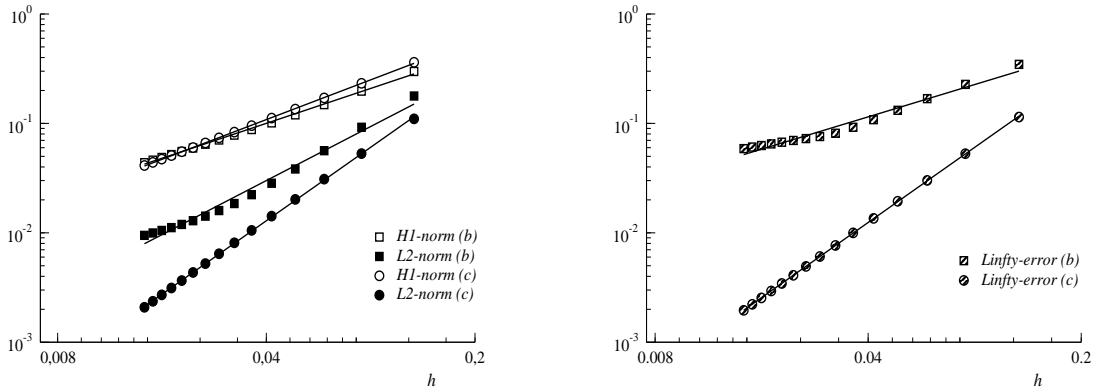 10^0
10^-1
10^-2
10^-3
0,008
0,04
0.2
h
H1-norm (b)
L2-norm (b)
H1-norm (c)
L2-norm (c)
10^0
10^-1
10^-2
10^-3
0.008
0.04
0.2
h
Linfty-error (b)
Linfty-error (c)